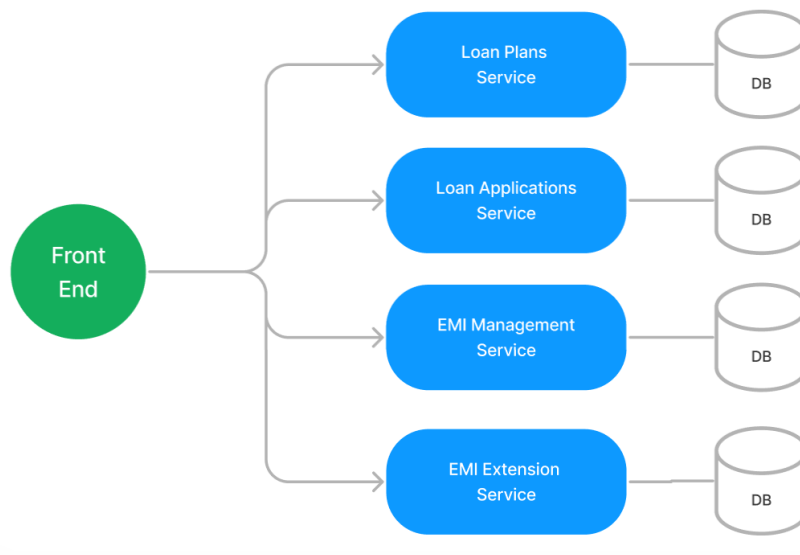 Loan Plans
Service
DB
Loan Applications
Service
DB
Front
End
EMI Management
Service
DB
EMI Extension
Service
DB